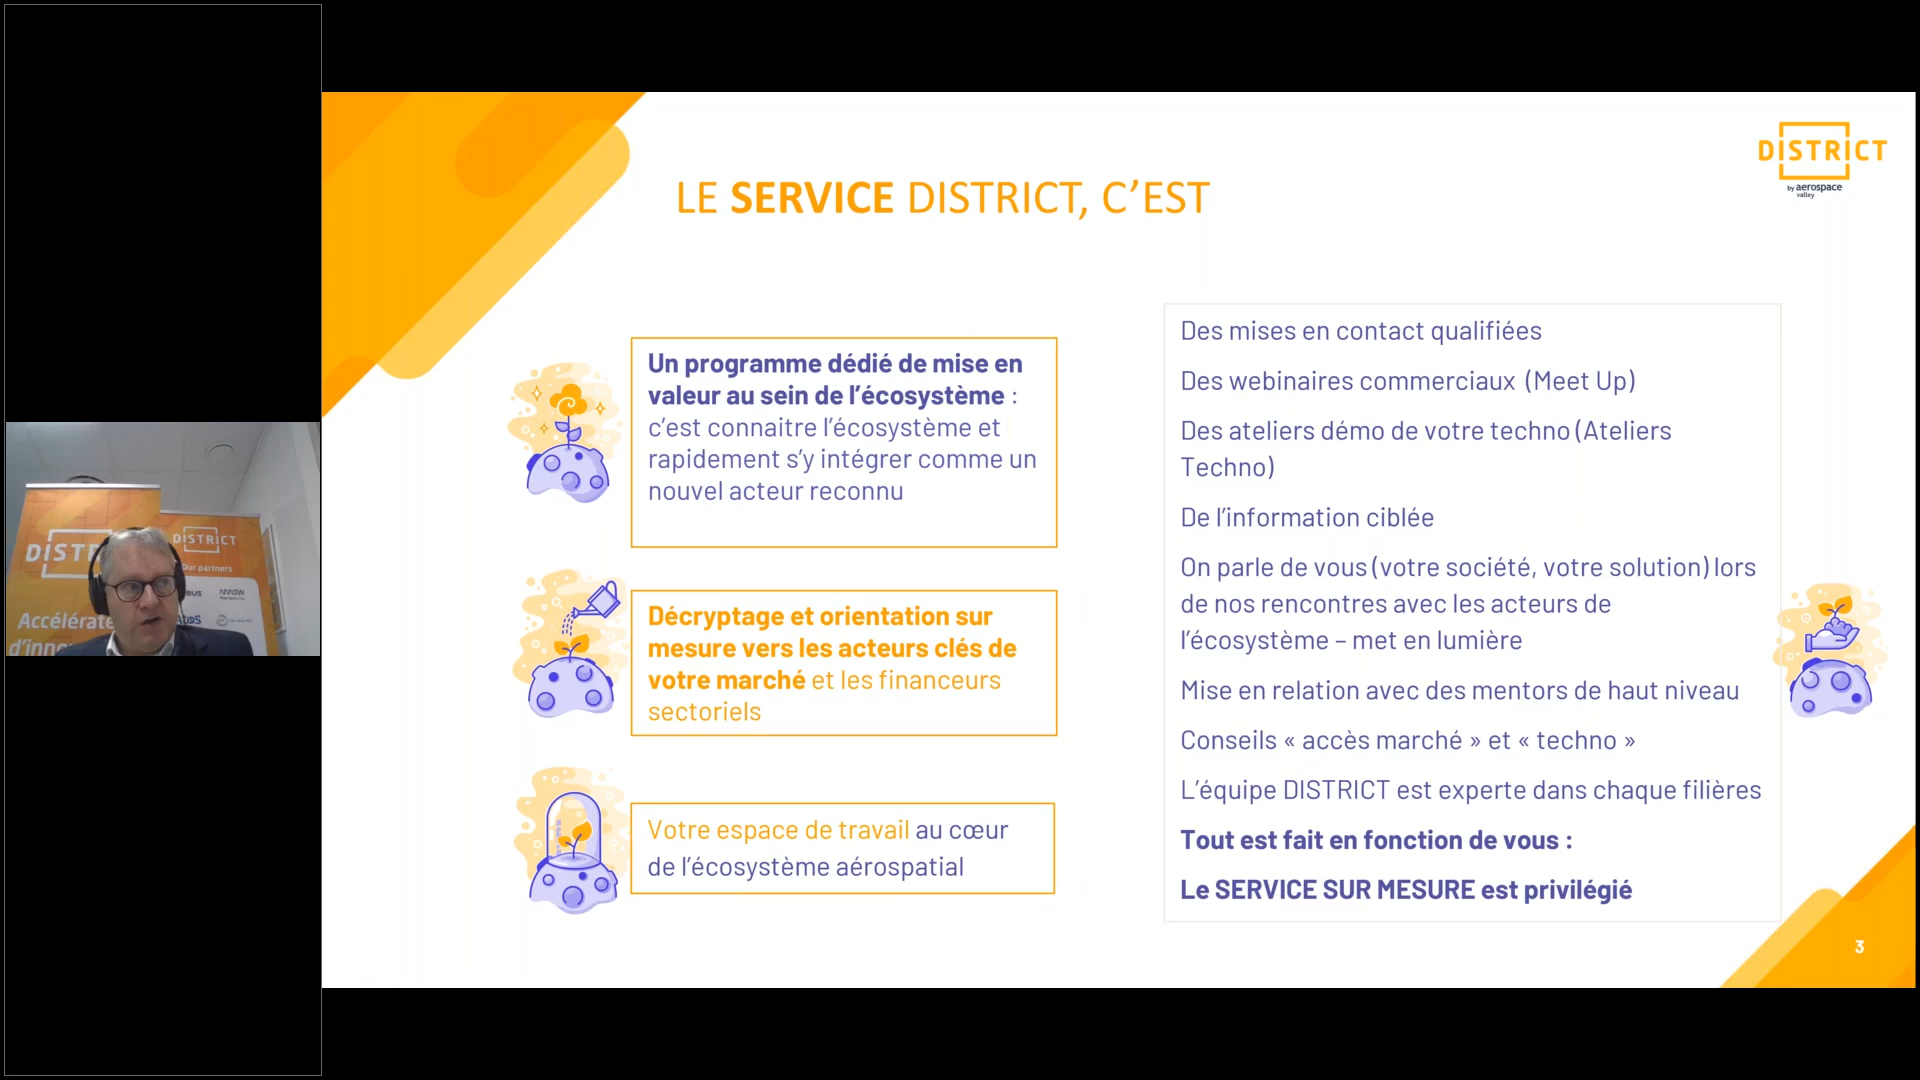 LE SERVICE DISTRICT, C’EST
DISTRICT
by aerospace
valley
Un programme dédié de mise en
valeur au sein de l’écosystème :
c’est connaitre l’écosystème et
rapidement s’y intégrer comme un
nouvel acteur reconnu
Décryptage et orientation sur
mesure vers les acteurs clés de
votre marché et les financeurs
sectoriels
Votre espace de travail au cœur
de l’écosystème aérospatial
Des mises en contact qualifiées
Des webinaires commerciaux (Meet Up)
Des ateliers démo de votre techno (Ateliers
Techno)
De l’information ciblée
On parle de vous (votre société, votre solution) lors
de nos rencontres avec les acteurs de
l’écosystème – met en lumière
Mise en relation avec des mentors de haut niveau
Conseils « accès marché » et « techno »
L’équipe DISTRICT est experte dans chaque filières
Tout est fait en fonction de vous :
Le SERVICE SUR MESURE est privilégié
3
DISTR
Accélérate
d’inno
DISTRICT
Our partners